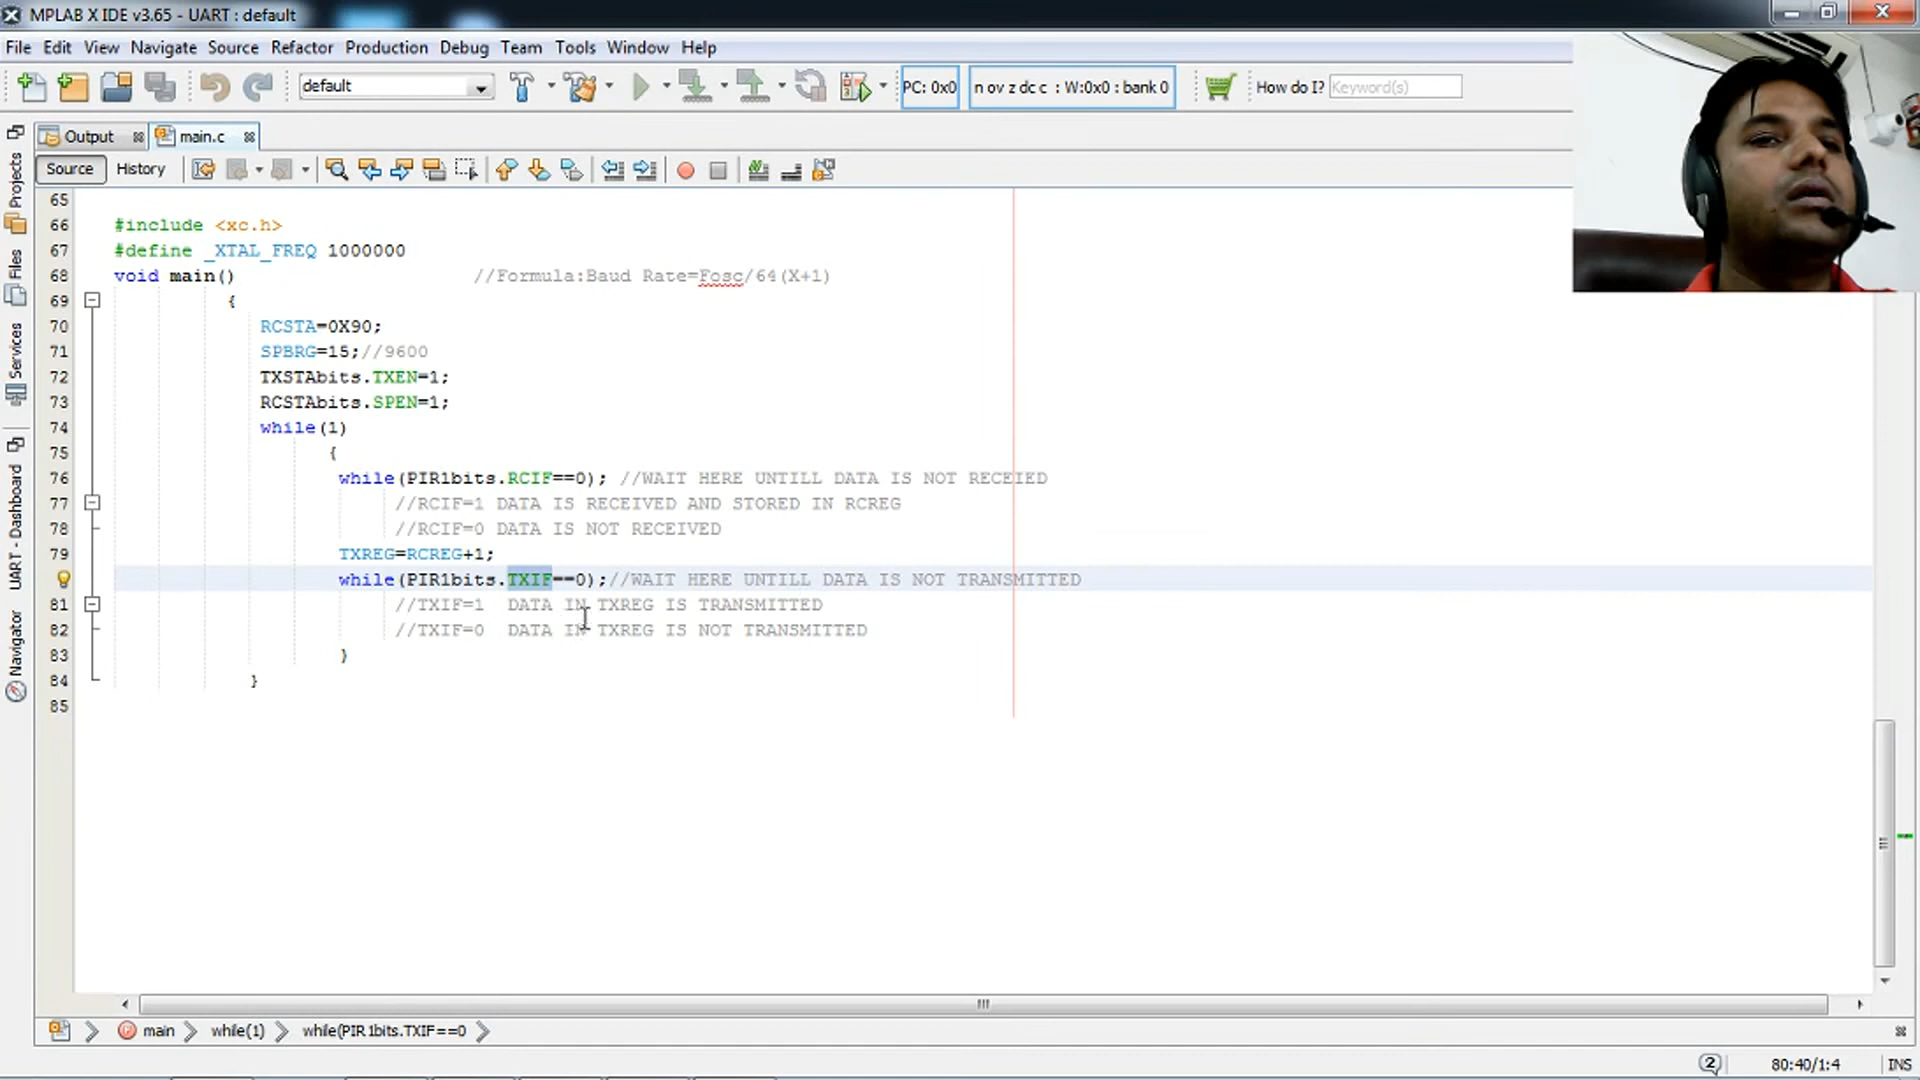 MPLAB X IDE v3.65 - UART : default
File Edit View Navigate Source Refactor Production Debug Team Tools Window Help
default
PC: 0x0
n ov z dc c : W:0x0 : bank 0
How do I? Keyword(s)
Output main.c
Source History
Projects
Files
Services
UART - Dashboard
Navigator
65
66 #include <xc.h>
67 #define _XTAL_FREQ 1000000
68 void main() //Formula:Baud Rate=Fosc/64(X+1)
69 {
70 RCSTA=0X90;
71 SPBRG=15;//9600
72 TXSTAbits.TXEN=1;
73 RCSTAbits.SPEN=1;
74 while(1)
75 {
76 while(PIR1bits.RCIF==0); //WAIT HERE UNTILL DATA IS NOT RECEIED
77 //RCIF=1 DATA IS RECEIVED AND STORED IN RCREG
78 //RCIF=0 DATA IS NOT RECEIVED
79 TXREG=RCREG+1;
while(PIR1bits.TXIF==0);//WAIT HERE UNTILL DATA IS NOT TRANSMITTED
81 //TXIF=1 DATA IN TXREG IS TRANSMITTED
82 //TXIF=0 DATA IN TXREG IS NOT TRANSMITTED
83 }
84 }
85
main while(1) while(PIR1bits.TXIF==0
2 80:40/1:4 INS